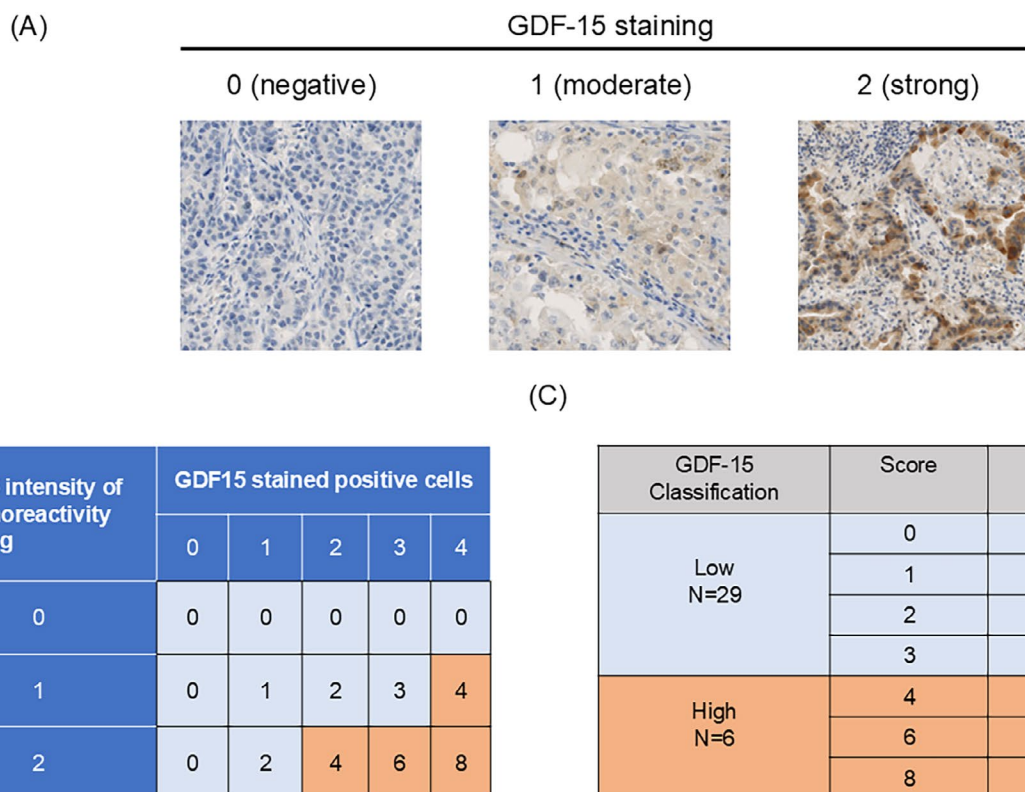 (A)
GDF-15 staining
0 (negative) 1 (moderate) 2 (strong)
(C)
intensity of
GDF15 stained positive cells
0 1 2 3 4
0 0 0 0 0 0
1 0 1 2 3 4
2 0 2 4 6 8
GDF-15
Classification
Score
Low
N=29
0
1
2
3
High
N=6
4
6
8